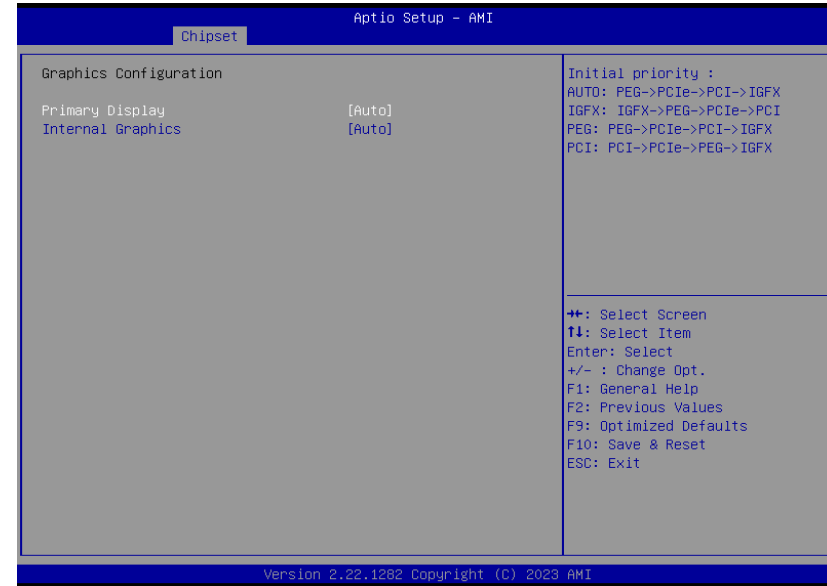 Aptio Setup – AMI
Chipset
Graphics Configuration
Primary Display [Auto]
Internal Graphics [Auto]
Initial priority :
AUTO: PEG->PCIe->PCI->IGFX
IGFX: IGFX->PEG->PCIe->PCI
PEG: PEG->PCIe->PCI->IGFX
PCI: PCI->PCIe->PEG->IGFX
→←: Select Screen
↑↓: Select Item
Enter: Select
+/- : Change Opt.
F1: General Help
F2: Previous Values
F9: Optimized Defaults
F10: Save & Reset
ESC: Exit
Version 2.22.1282 Copyright (C) 2023 AMI